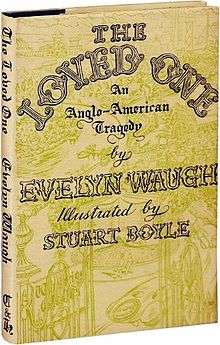 THE
LOVED ONE
An
Anglo-American
Tragedy
by
EVELYN WAUGH
Illustrated by
STUART BOYLE
The Loved One
Evelyn Waugh